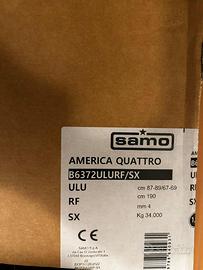 samo
AMERICA QUATTRO
B6372ULURF/SX
ULU cm 87-89/67-69
RF cm 190
mm 4
SX Kg 34.000
CE
SAMO S.p.A.